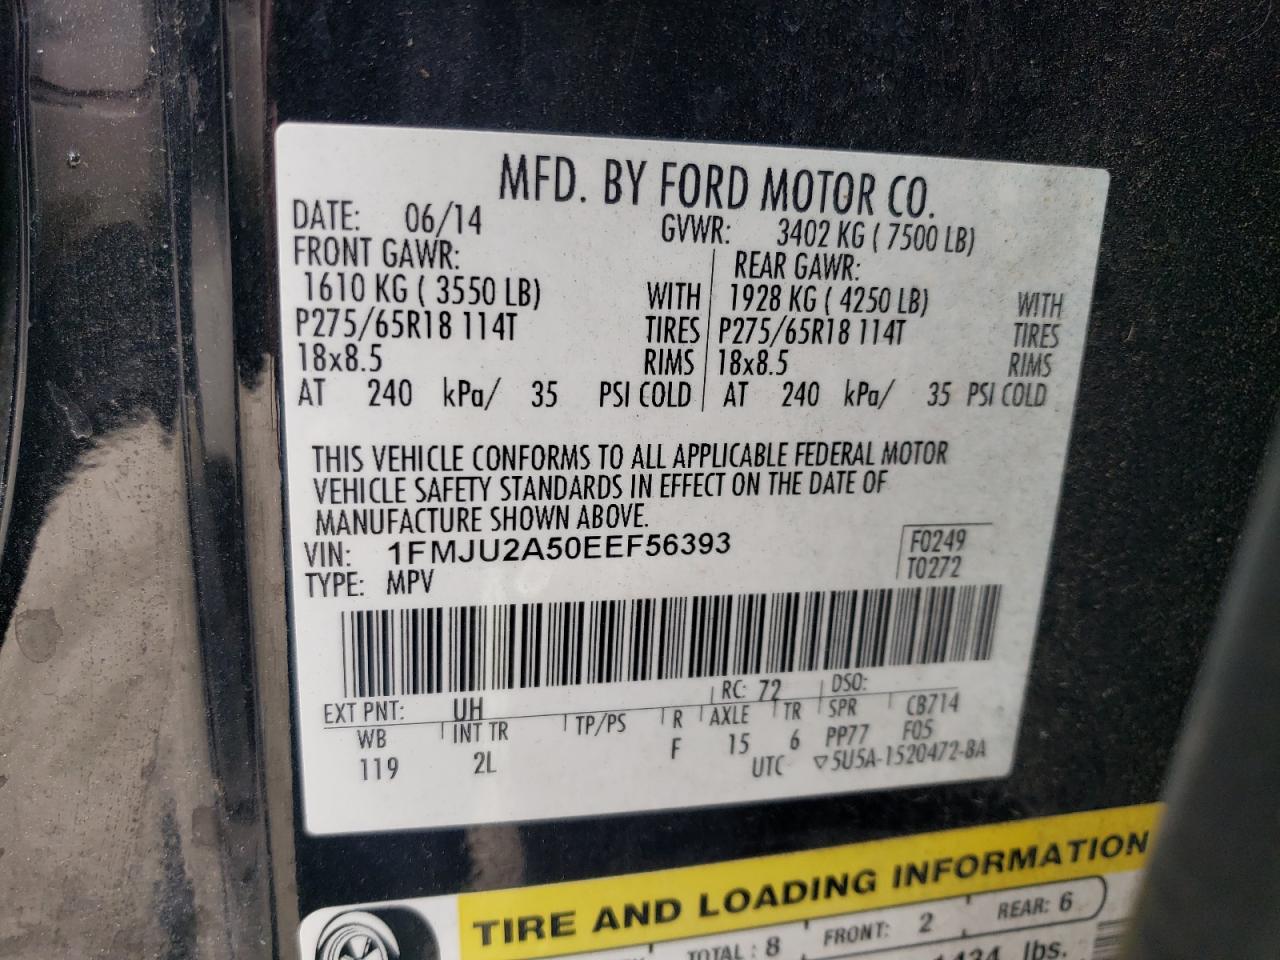 MFD. BY FORD MOTOR CO.
DATE: 06/14 GVWR: 3402 KG ( 7500 LB)
FRONT GAWR: REAR GAWR:
1610 KG ( 3550 LB) WITH 1928 KG ( 4250 LB) WITH
P275/65R18 114T TIRES P275/65R18 114T TIRES
18x8.5 RIMS 18x8.5 RIMS
AT 240 kPa/ 35 PSI COLD AT 240 kPa/ 35 PSI COLD
THIS VEHICLE CONFORMS TO ALL APPLICABLE FEDERAL MOTOR
VEHICLE SAFETY STANDARDS IN EFFECT ON THE DATE OF
MANUFACTURE SHOWN ABOVE.
VIN: 1FMJU2A50EEF56393 F0249
TYPE: MPV T0272
EXT PNT: UH RC: 72 DSO:
WB INT TR TP/PS R AXLE TR SPR CB714
119 2L F 15 6 PP77 F05
UTC ▽5U5A-1520472-8A
TIRE AND LOADING INFORMATION
TOTAL: 8 FRONT: 2 REAR: 6
lbs.